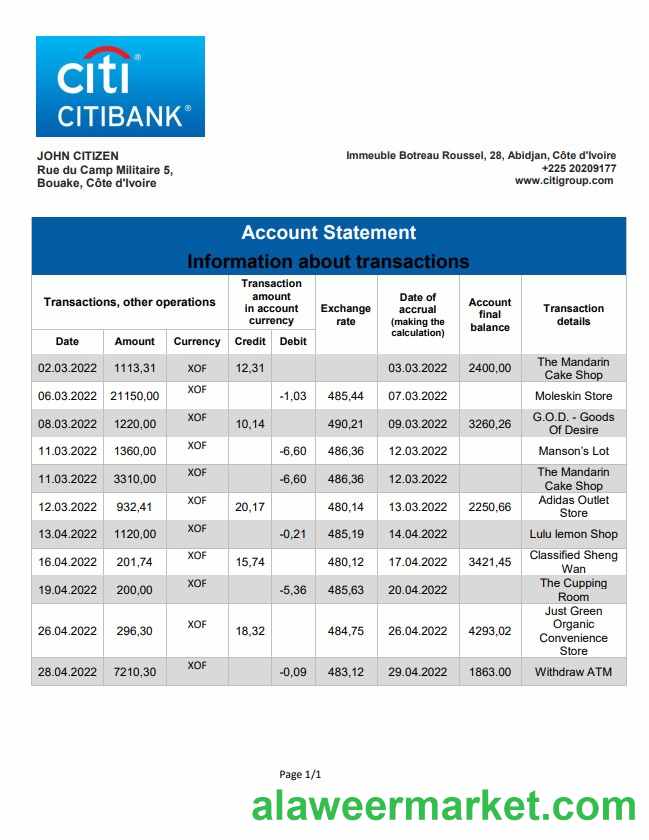 citi®
CITIBANK®
JOHN CITIZEN
Rue du Camp Militaire 5,
Bouake, Côte d'Ivoire
Immeuble Botreau Roussel, 28, Abidjan, Côte d'Ivoire
+225 20209177
www.citigroup.com
Account Statement
Information about transactions
Transactions, other operations
Transaction
amount
in account
currency
Exchange
rate
Date of
accrual
(making the
calculation)
Account
final
balance
Transaction
details
Date Amount Currency Credit Debit
02.03.2022 1113,31 XOF 12,31 03.03.2022 2400,00 The Mandarin
Cake Shop
06.03.2022 21150,00 XOF -1,03 485,44 07.03.2022 Moleskin Store
08.03.2022 1220,00 XOF 10,14 490,21 09.03.2022 3260,26 G.O.D. - Goods
Of Desire
11.03.2022 1360,00 XOF -6,60 486,36 12.03.2022 Manson's Lot
11.03.2022 3310,00 XOF -6,60 486,36 12.03.2022 The Mandarin
Cake Shop
12.03.2022 932,41 XOF 20,17 480,14 13.03.2022 2250,66 Adidas Outlet
Store
13.04.2022 1120,00 XOF -0,21 485,19 14.04.2022 Lulu lemon Shop
16.04.2022 201,74 XOF 15,74 480,12 17.04.2022 3421,45 Classified Sheng
Wan
19.04.2022 200,00 XOF -5,36 485,63 20.04.2022 The Cupping
Room
26.04.2022 296,30 XOF 18,32 484,75 26.04.2022 4293,02 Just Green
Organic
Convenience
Store
28.04.2022 7210,30 XOF -0,09 483,12 29.04.2022 1863.00 Withdraw ATM
Page 1/1
alaweermarket.com